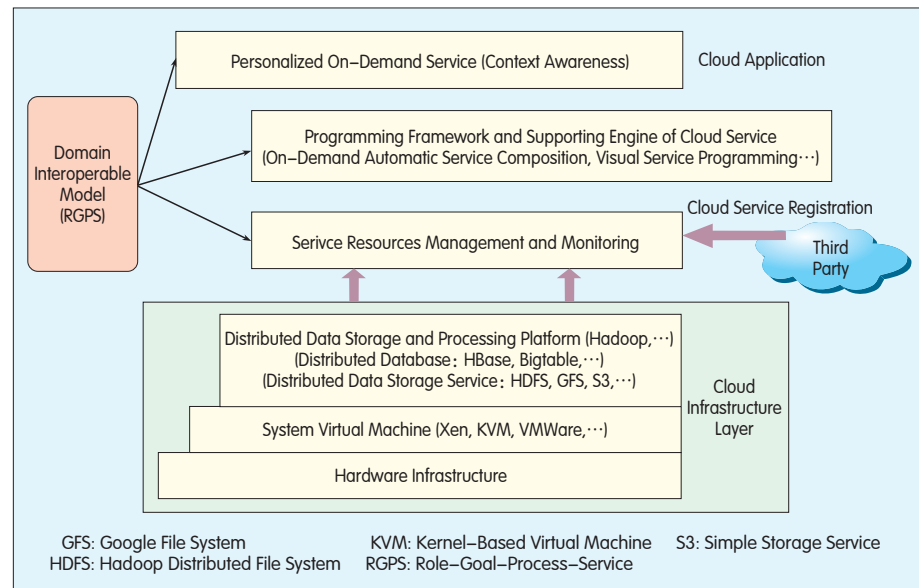 Personalized On-Demand Service (Context Awareness)
Cloud Application
Programming Framework and Supporting Engine of Cloud Service
(On-Demand Automatic Service Composition, Visual Service Programming⋯)
Domain
Interoperable
Model
(RGPS)
Cloud Service Registration
Serivce Resources Management and Monitoring
Third
Party
Distributed Data Storage and Processing Platform (Hadoop,⋯)
(Distributed Database: HBase, Bigtable,⋯)
(Distributed Data Storage Service: HDFS, GFS, S3,⋯)
Cloud
Infrastructure
Layer
System Virtual Machine (Xen, KVM, VMWare,⋯)
Hardware Infrastructure
GFS: Google File System
KVM: Kernel-Based Virtual Machine
S3: Simple Storage Service
HDFS: Hadoop Distributed File System
RGPS: Role-Goal-Process-Service